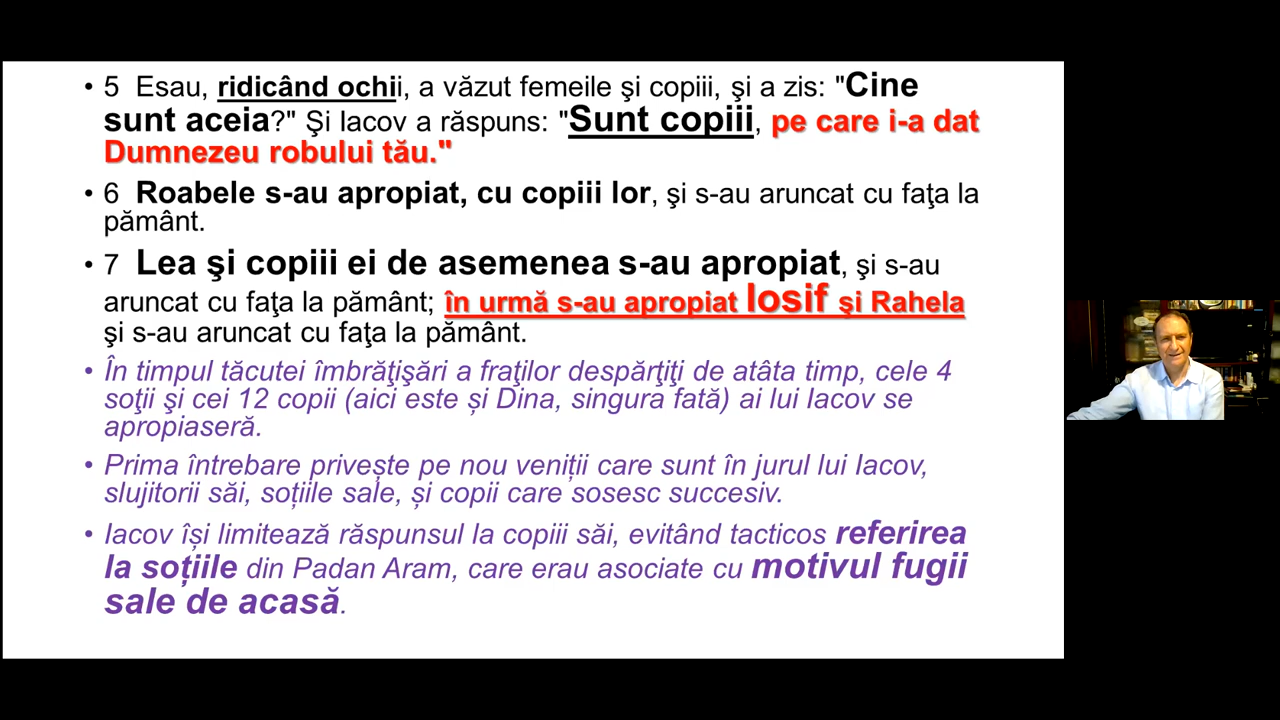 • 5 Esau, ridicând ochii, a văzut femeile şi copiii, şi a zis: "Cine
sunt aceia?" Şi Iacov a răspuns: "Sunt copiii, pe care i-a dat
Dumnezeu robului tău."
• 6 Roabele s-au apropiat, cu copiii lor, şi s-au aruncat cu faţa la
pământ.
• 7 Lea şi copiii ei de asemenea s-au apropiat, şi s-au
aruncat cu faţa la pământ; în urmă s-au apropiat Iosif şi Rahela
şi s-au aruncat cu faţa la pământ.
• În timpul tăcutei îmbrăţişări a fraţilor despărţiţi de atâta timp, cele 4
soţii şi cei 12 copii (aici este și Dina, singura fată) ai lui Iacov se
apropiaseră.
• Prima întrebare privește pe nou veniții care sunt în jurul lui Iacov,
slujitorii săi, soțiile sale, și copii care sosesc succesiv.
• Iacov își limitează răspunsul la copiii săi, evitând tacticos referirea
la soțiile din Padan Aram, care erau asociate cu motivul fugii
sale de acasă.